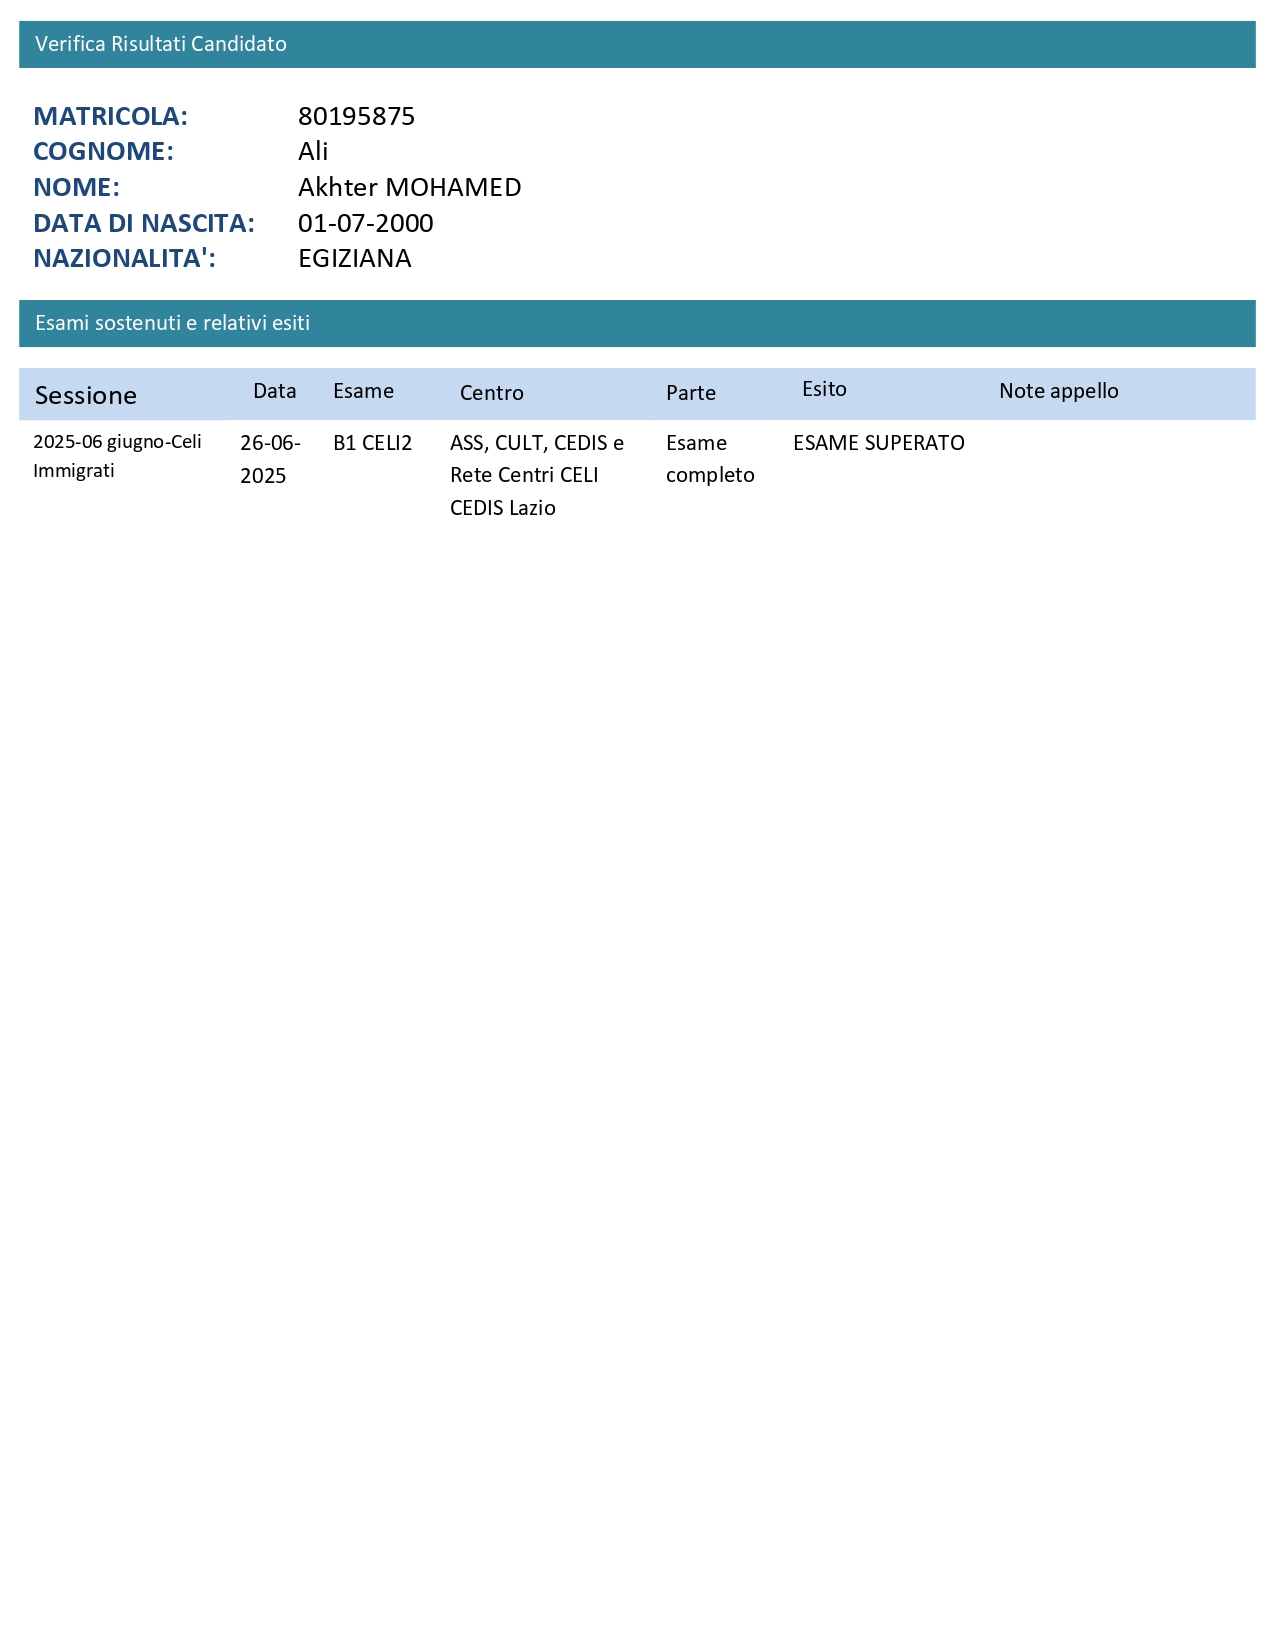 Verifica Risultati Candidato
MATRICOLA: 80195875
COGNOME: Ali
NOME: Akhter MOHAMED
DATA DI NASCITA: 01-07-2000
NAZIONALITA': EGIZIANA
Esami sostenuti e relativi esiti
Sessione Data Esame Centro Parte Esito Note appello
2025-06 giugno-Celi 26-06- B1 CELI2 ASS, CULT, CEDIS e Esame ESAME SUPERATO
Immigrati 2025 Rete Centri CELI completo
CEDIS Lazio